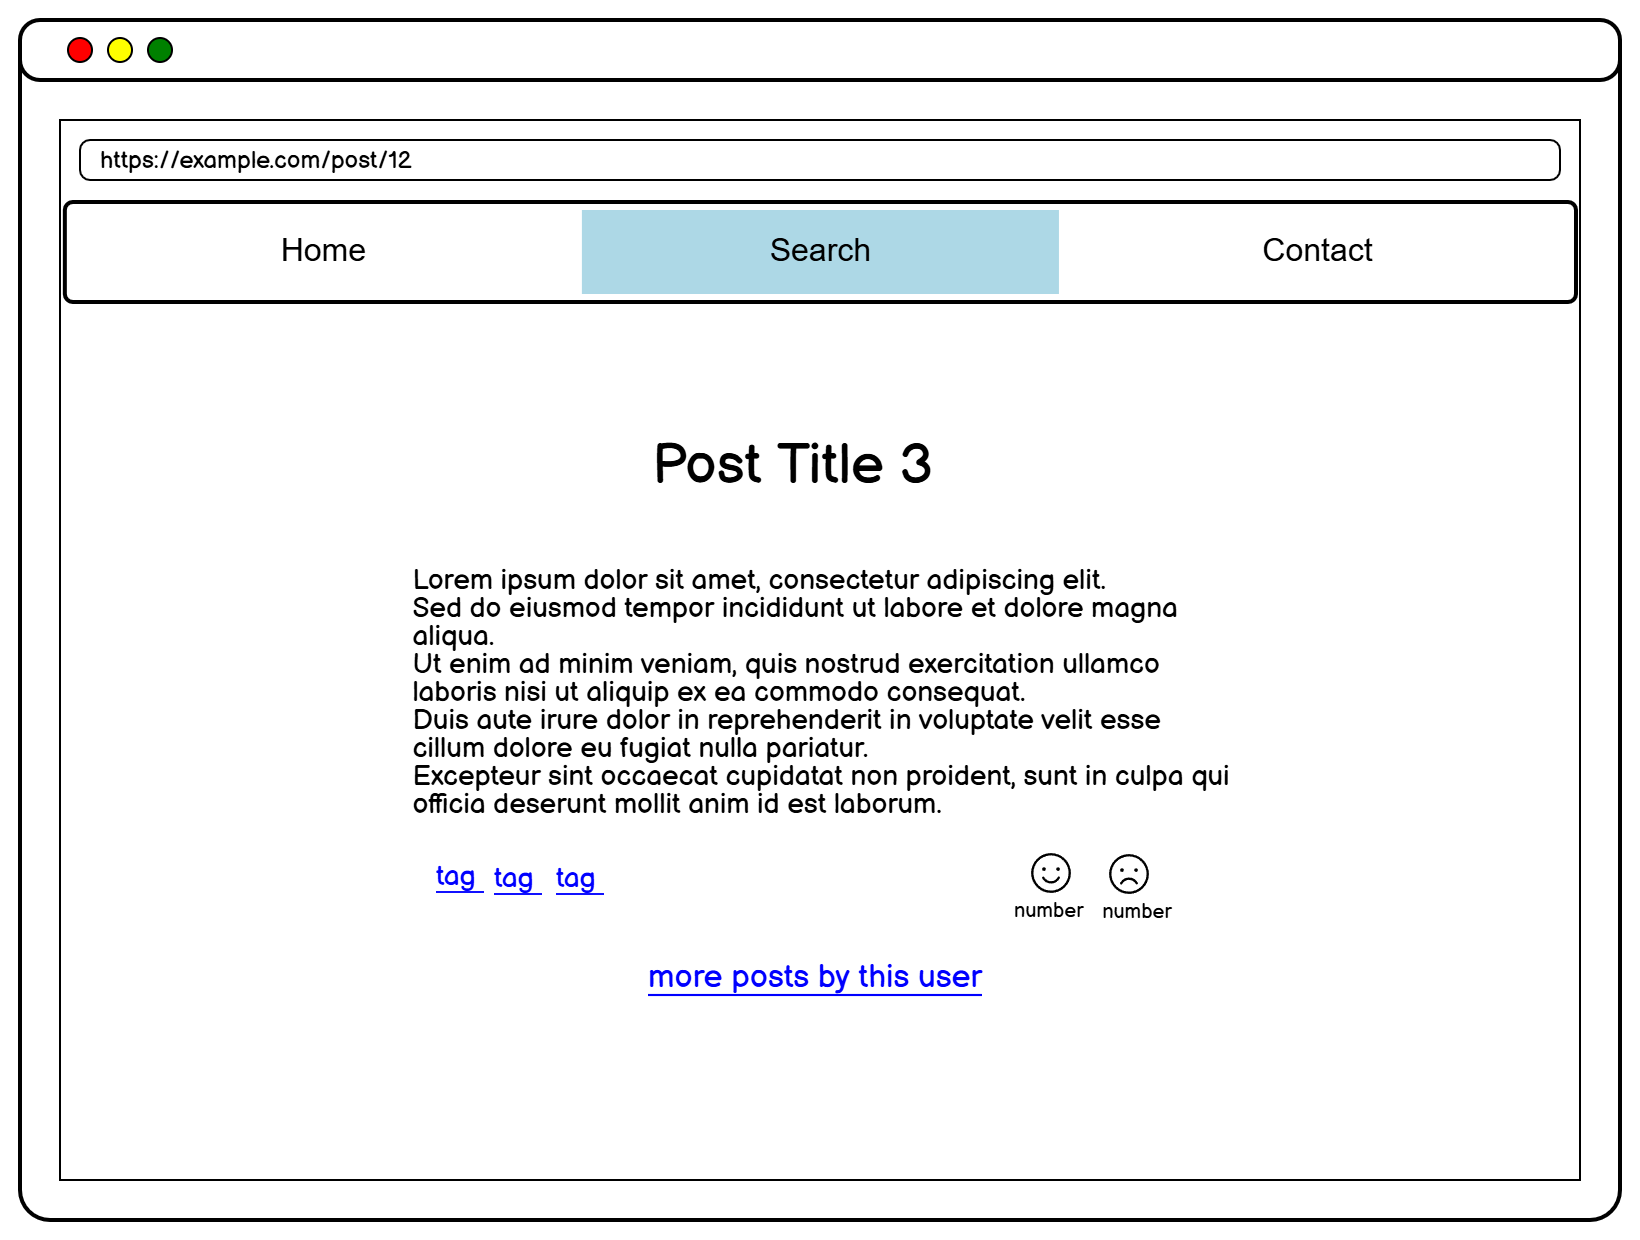 https://example.com/post/12
Home Search Contact
Post Title 3
Lorem ipsum dolor sit amet, consectetur adipiscing elit.
Sed do eiusmod tempor incididunt ut labore et dolore magna
aliqua.
Ut enim ad minim veniam, quis nostrud exercitation ullamco
laboris nisi ut aliquip ex ea commodo consequat.
Duis aute irure dolor in reprehenderit in voluptate velit esse
cillum dolore eu fugiat nulla pariatur.
Excepteur sint occaecat cupidatat non proident, sunt in culpa qui
officia deserunt mollit anim id est laborum.
tag tag tag
number number
more posts by this user